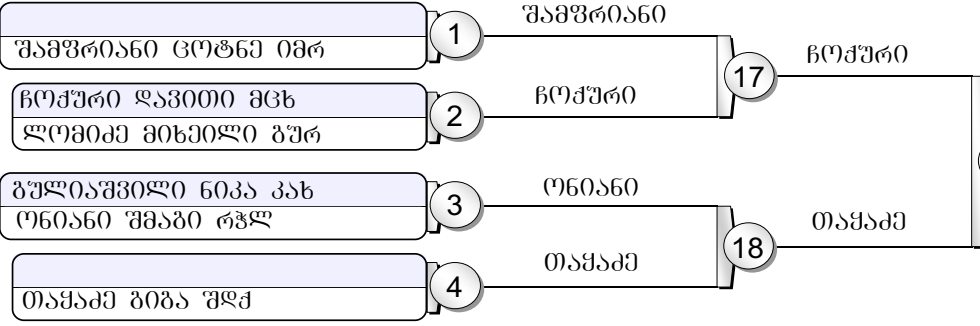 შამფრიანი ცოტნე იმრ
1
შამფრიანი
ჩოქური დავითი მცხ
ლომიძე მიხეილი გურ
2
ჩოქური
17
ჩოქური
გულიაშვილი ნიკა კახ
ონიანი შმაგი რჭლ
3
ონიანი
თაყაძე გიგა შდქ
4
თაყაძე
18
თაყაძე